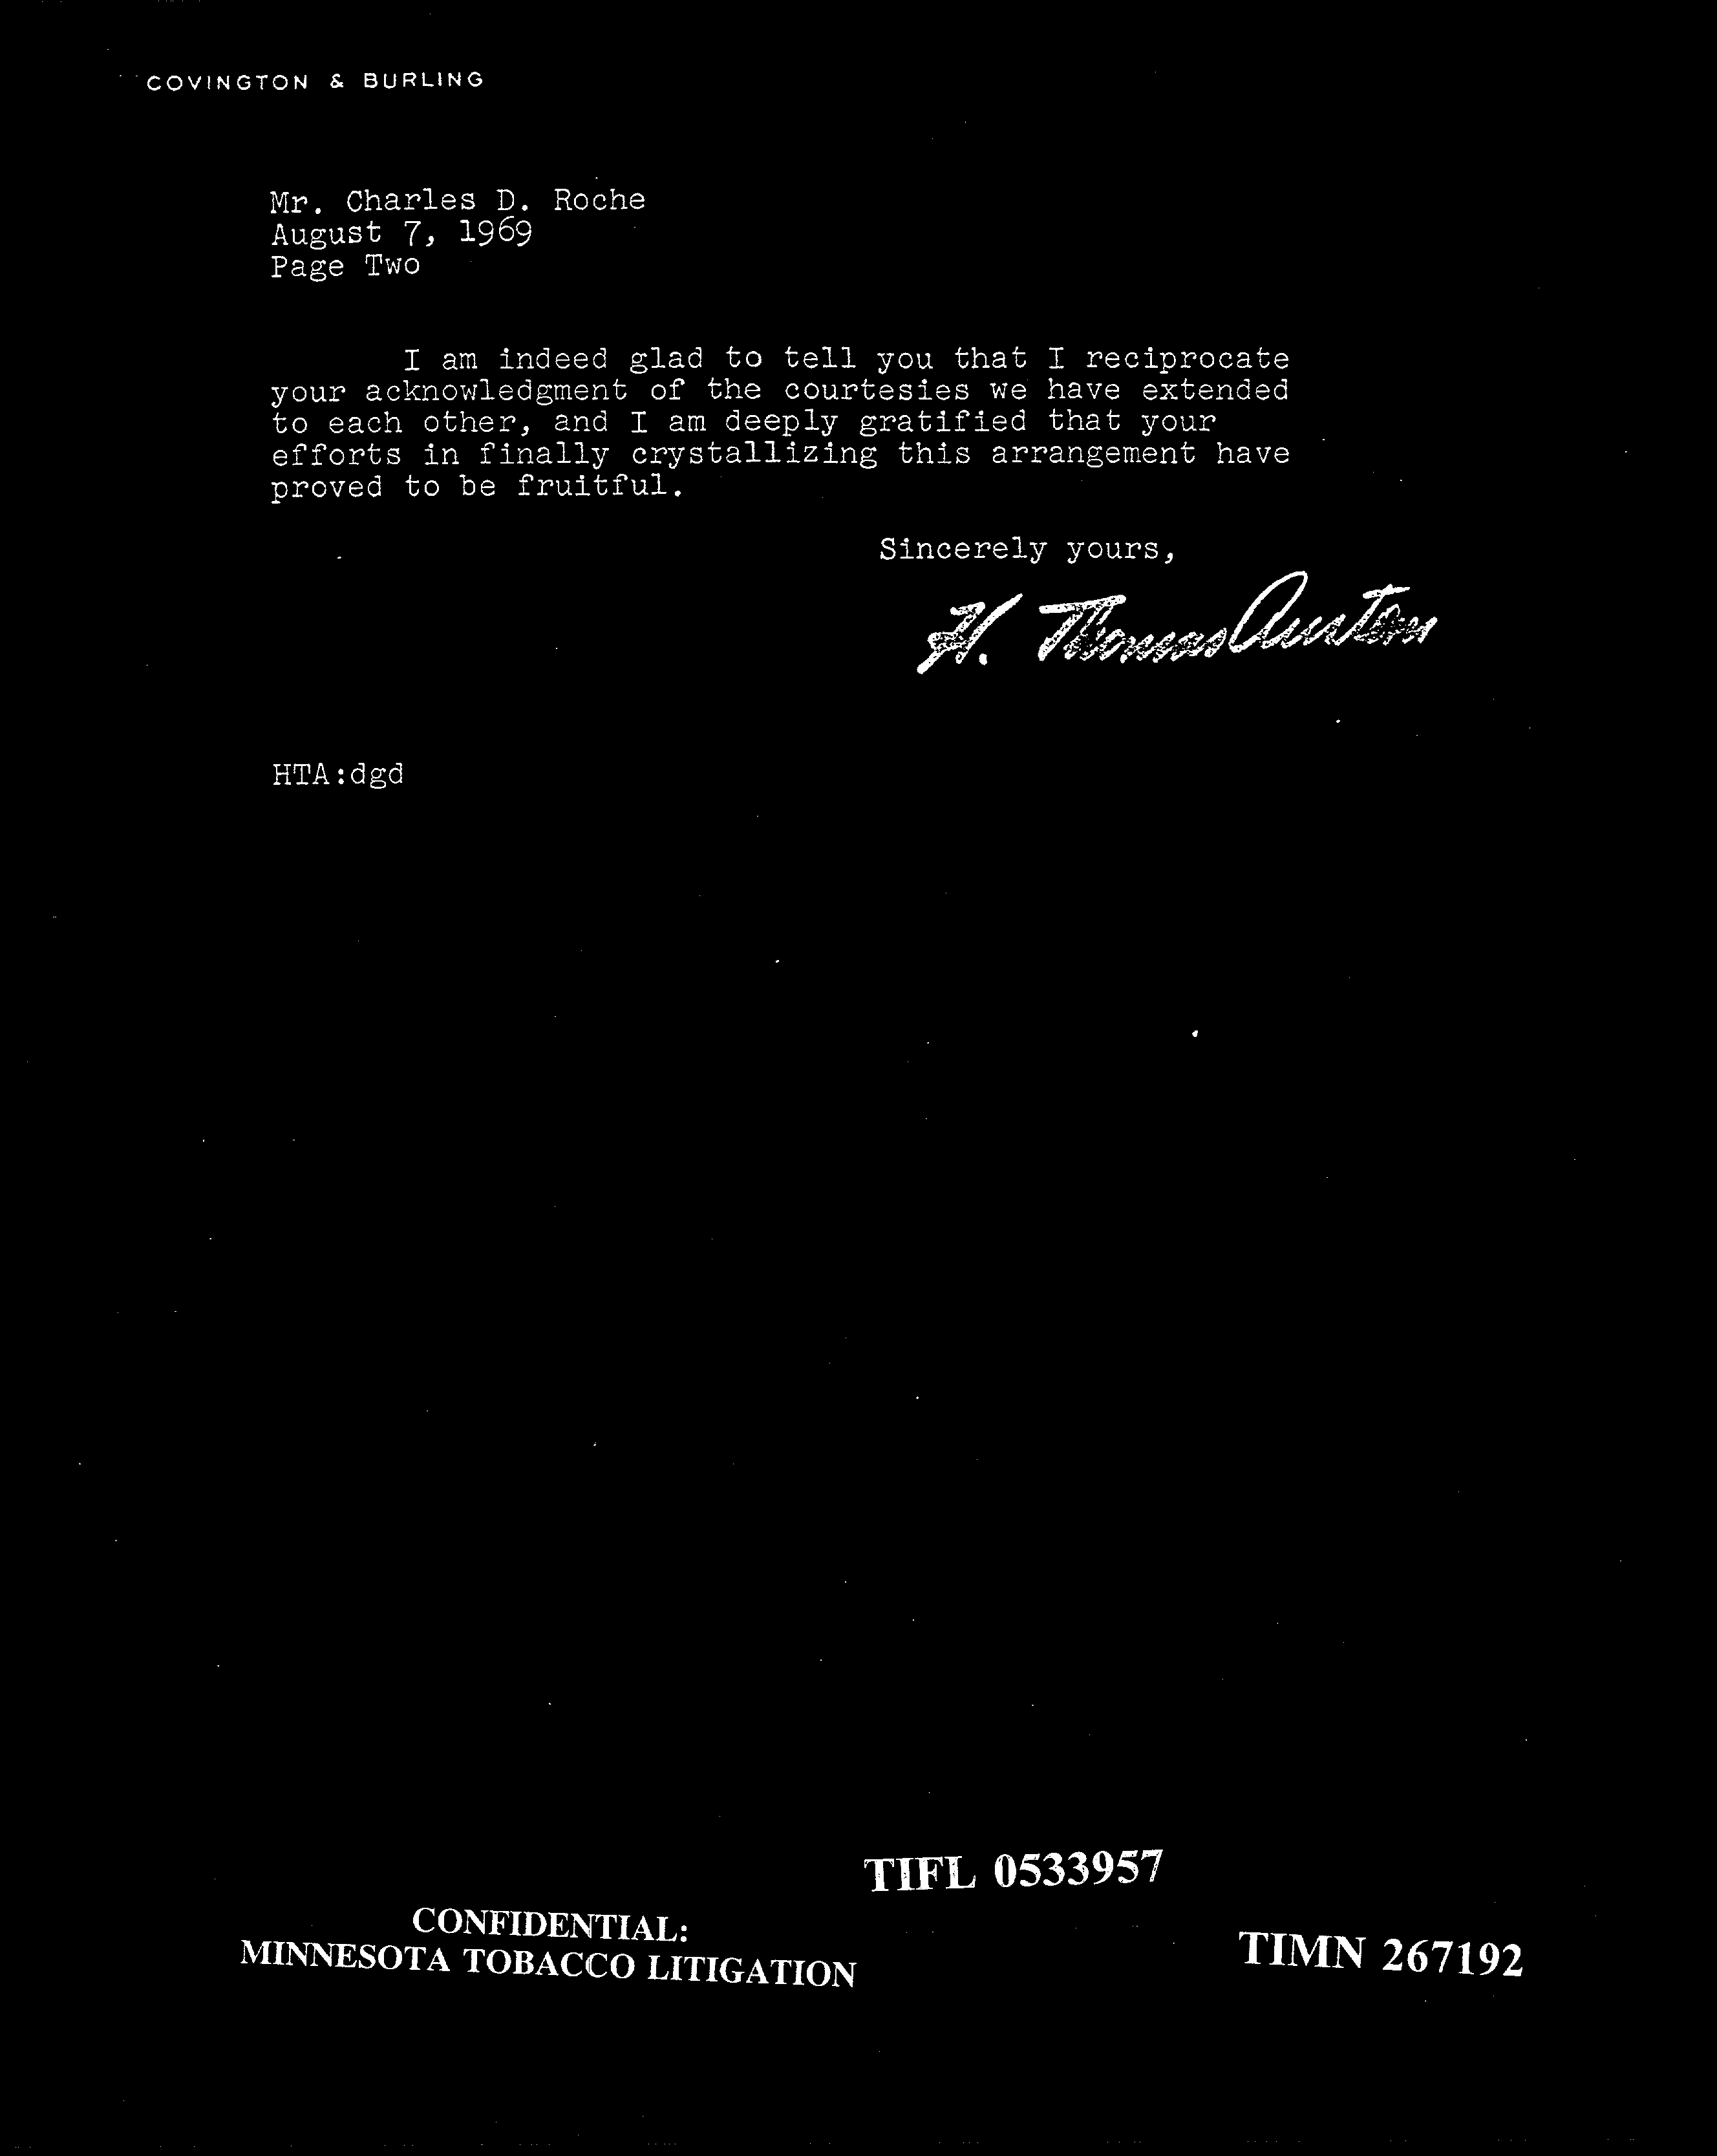 COVINGTON & BURLING
Mr. Charles D. Roche
August 7, 1969
Page Two
I am indeed glad to tell you that I reciprocate
your acknowledgment of the courtesies we have extended
to each other, and I am deeply gratified that your
efforts in finally crystallizing this arrangement have
proved to be fruitful.
Sincerely yours,
H. Thomas Austern
HTA:dgd
TIFL 0533957
CONFIDENTIAL:
MINNESOTA TOBACCO LITIGATION
TIMN 267192